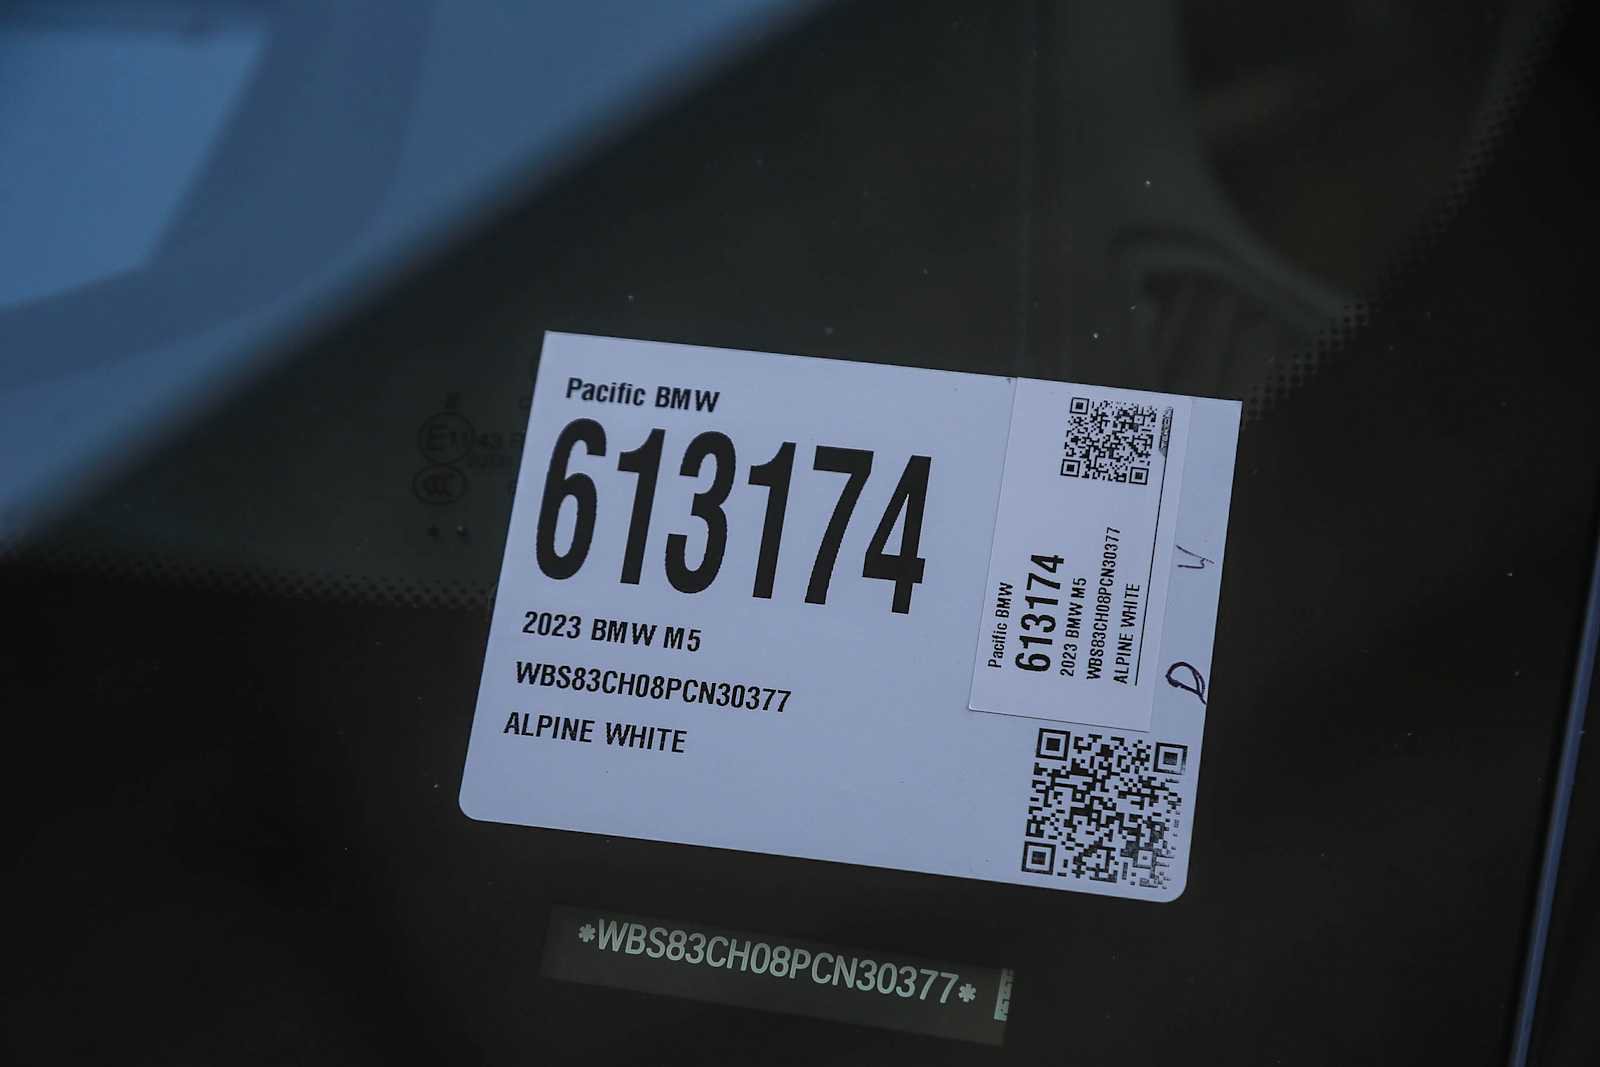 Pacific BMW
613174
2023 BMW M5
WBS83CH08PCN30377
ALPINE WHITE
Pacific BMW
613174
2023 BMW M5
WBS83CH08PCN30377
ALPINE WHITE
D
*WBS83CH08PCN30377*